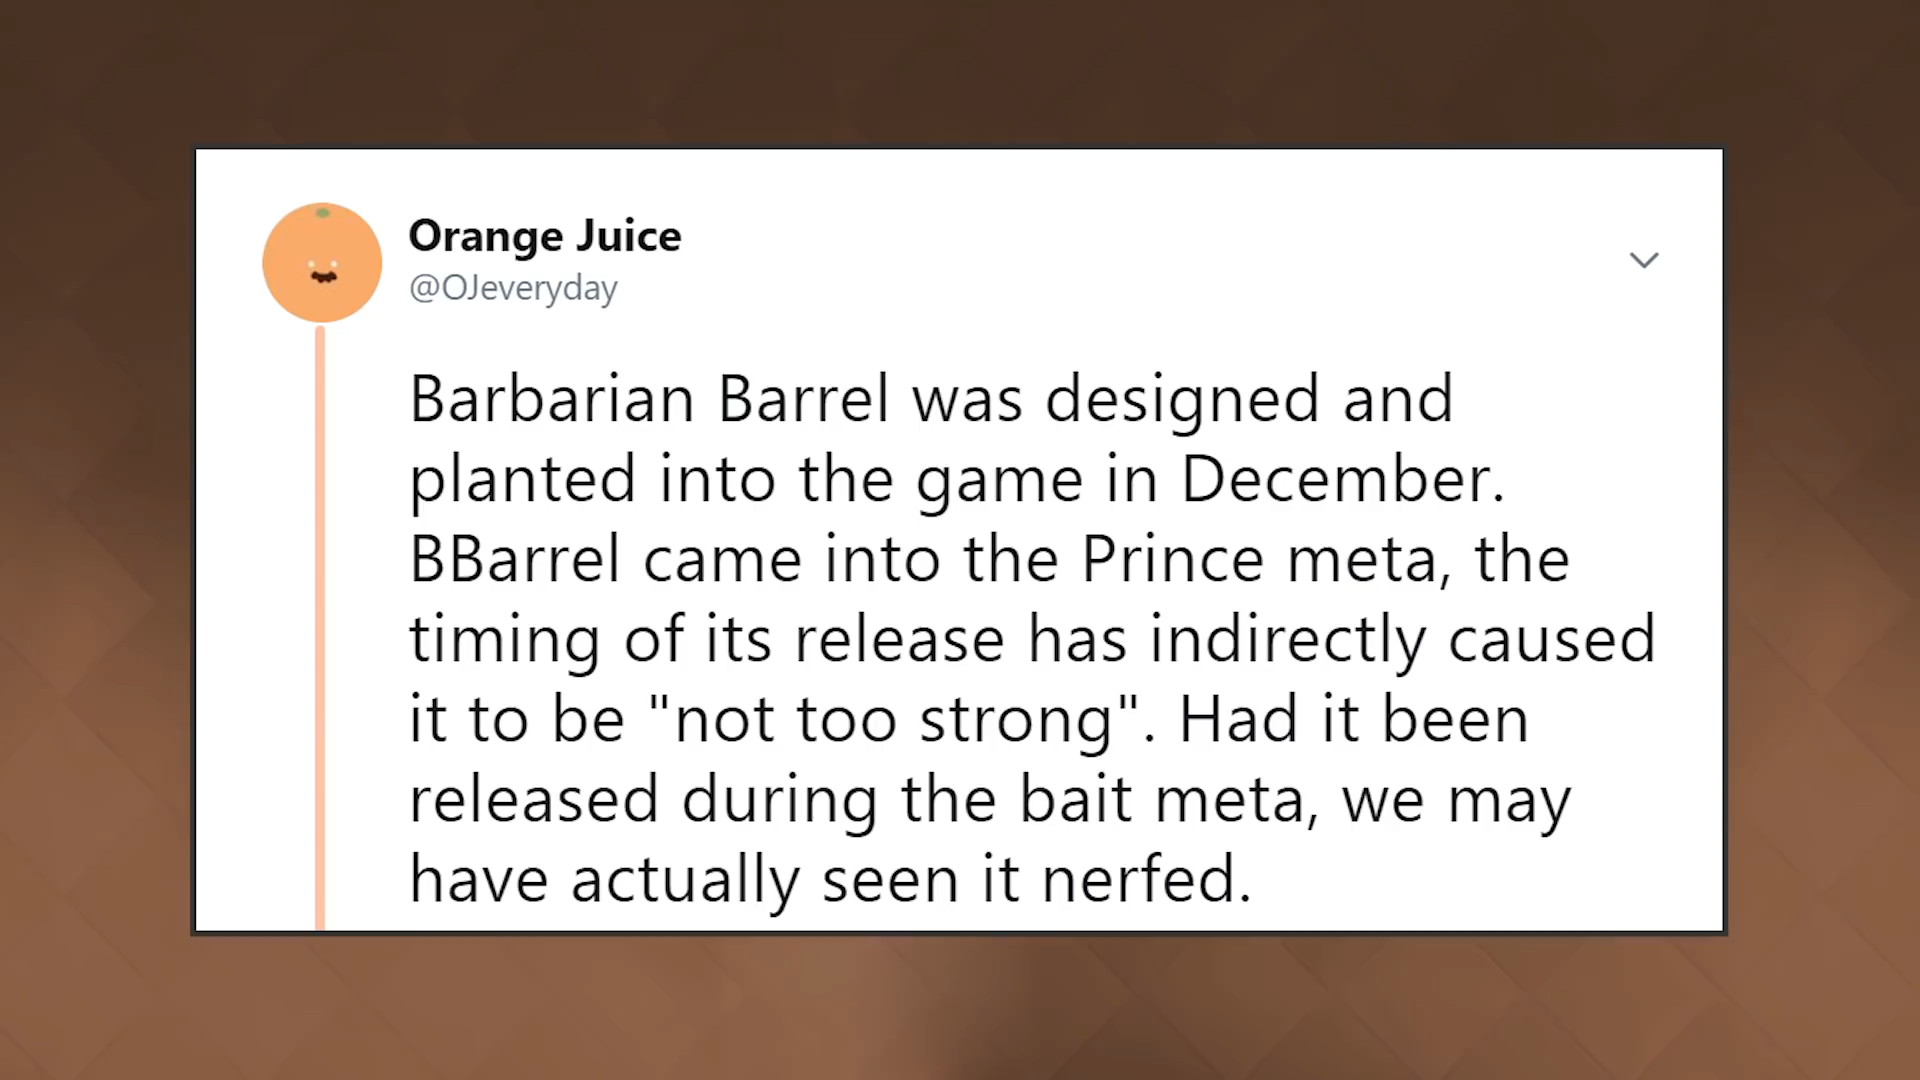 Orange Juice
@OJeveryday
Barbarian Barrel was designed and
planted into the game in December.
BBarrel came into the Prince meta, the
timing of its release has indirectly caused
it to be "not too strong". Had it been
released during the bait meta, we may
have actually seen it nerfed.